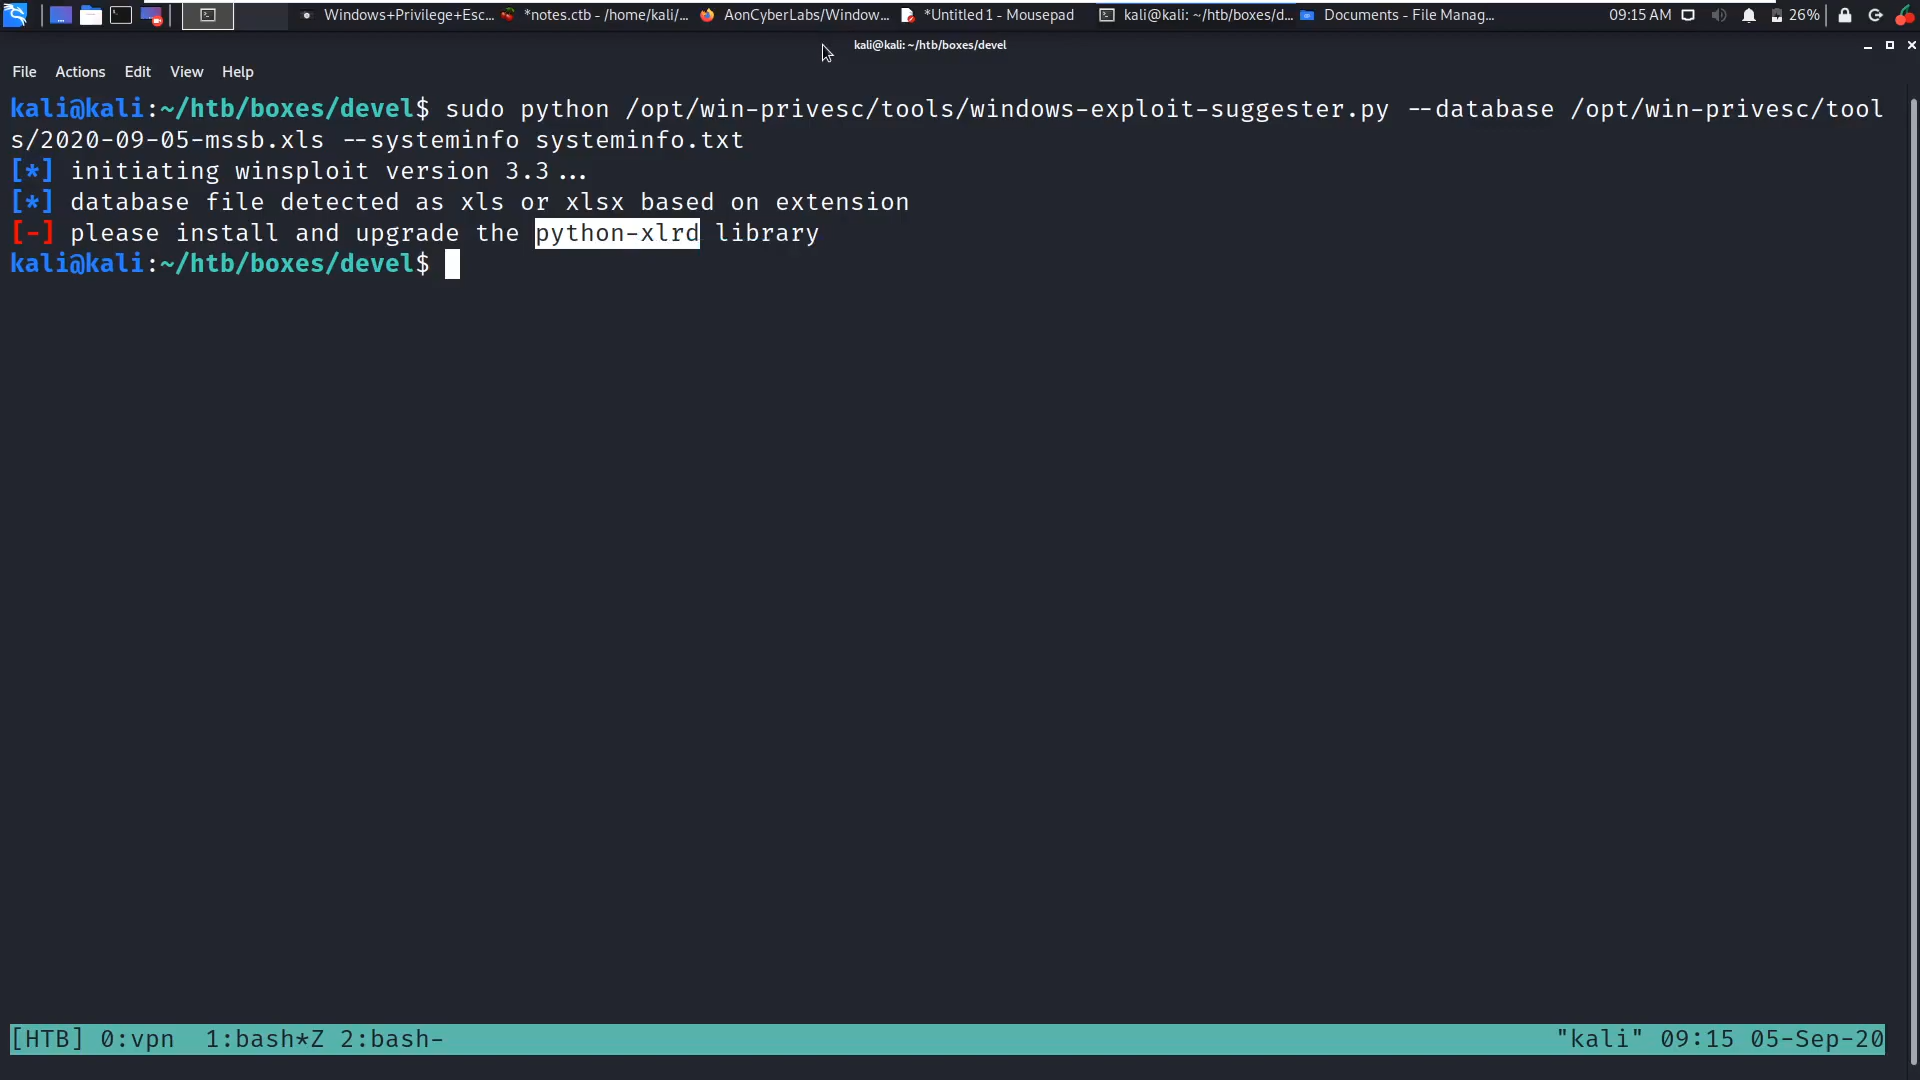 Windows+Privilege+Esc...
*notes.ctb - /home/kali/...
AonCyberLabs/Window...
*Untitled 1 - Mousepad
kali@kali: ~/htb/boxes/d...
Documents - File Manag...
09:15 AM
26%
kali@kali: ~/htb/boxes/devel
File Actions Edit View Help
kali@kali:~/htb/boxes/devel$ sudo python /opt/win-privesc/tools/windows-exploit-suggester.py --database /opt/win-privesc/tool
s/2020-09-05-mssb.xls --systeminfo systeminfo.txt
[*] initiating winsploit version 3.3...
[*] database file detected as xls or xlsx based on extension
[-] please install and upgrade the python-xlrd library
kali@kali:~/htb/boxes/devel$
[HTB] 0:vpn 1:bash*Z 2:bash- "kali" 09:15 05-Sep-20